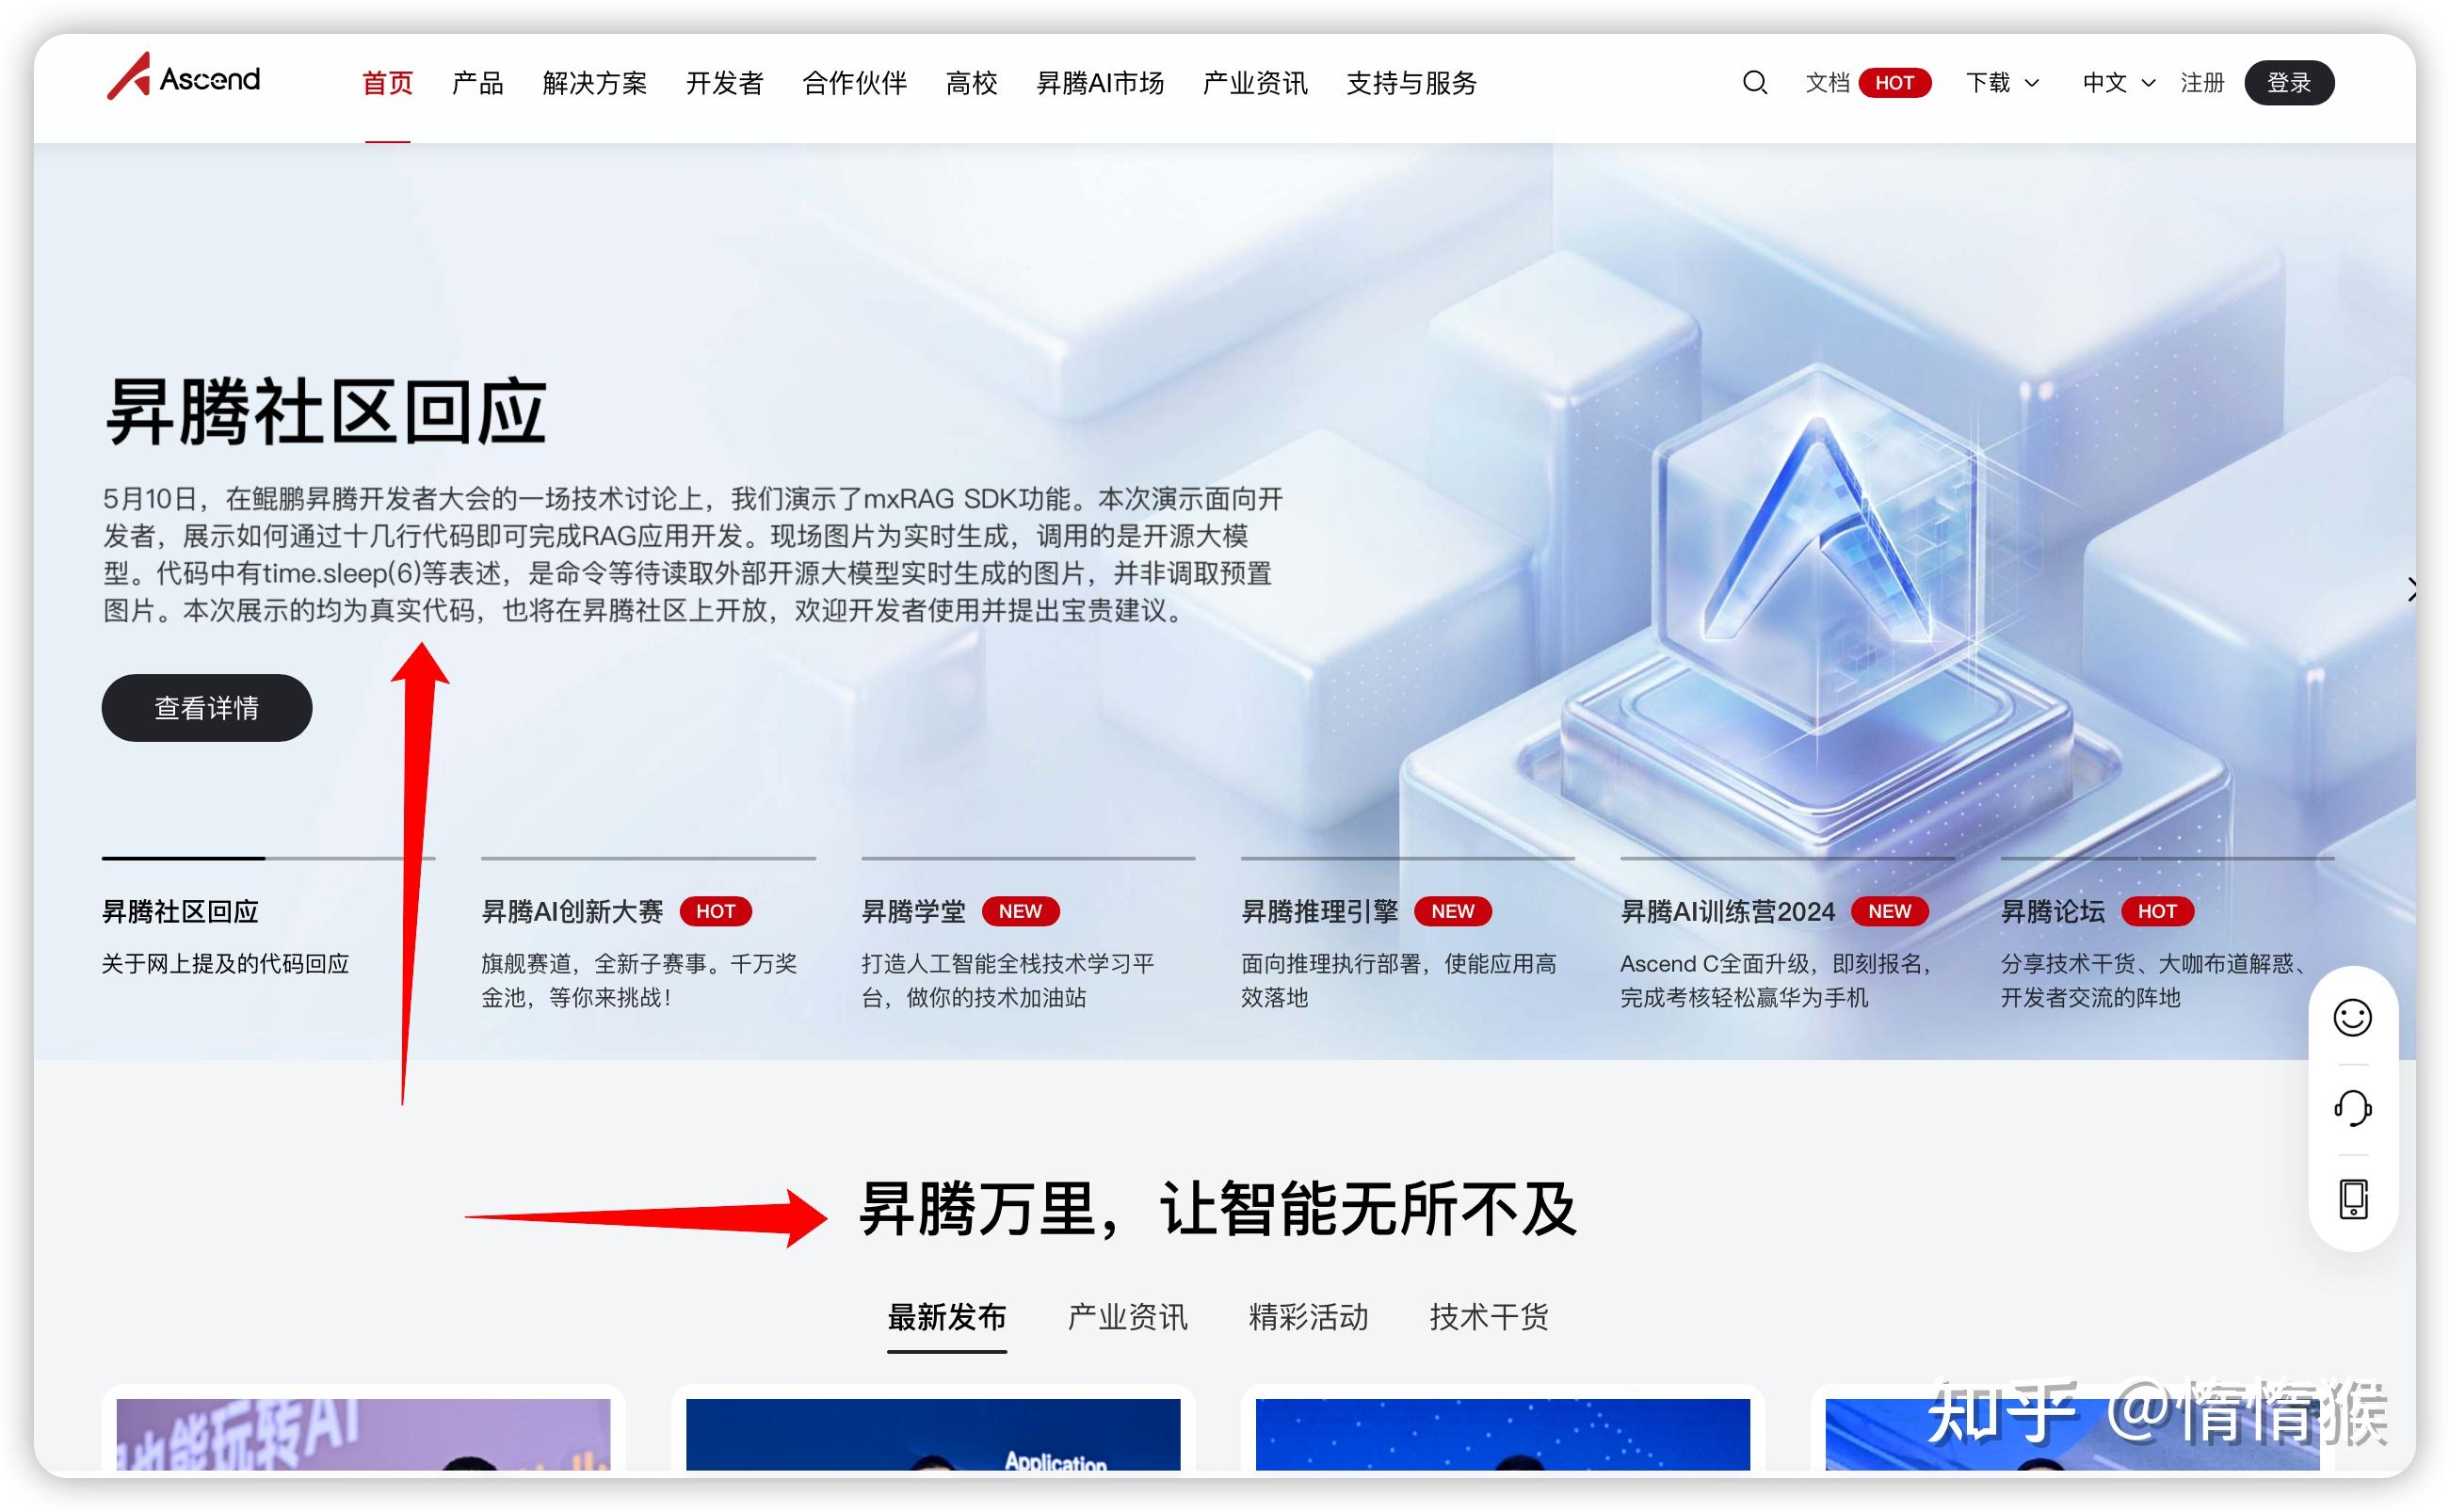 Ascend
首页 产品 解决方案 开发者 合作伙伴 高校 昇腾AI市场 产业资讯 支持与服务 文档 HOT 下载 中文 注册 登录
昇腾社区回应
5月10日，在鲲鹏昇腾开发者大会的一场技术讨论上，我们演示了mxRAG SDK功能。本次演示面向开
发者，展示如何通过十几行代码即可完成RAG应用开发。现场图片为实时生成，调用的是开源大模
型。代码中有time.sleep(6)等表述，是命令等待读取外部开源大模型实时生成的图片，并非调取预置
图片。本次展示的均为真实代码，也将在昇腾社区上开放，欢迎开发者使用并提出宝贵建议。
查看详情
昇腾社区回应
关于网上提及的代码回应
昇腾AI创新大赛 HOT
旗舰赛道，全新子赛事。千万奖
金池，等你来挑战！
昇腾学堂 NEW
打造人工智能全栈技术学习平
台，做你的技术加油站
昇腾推理引擎 NEW
面向推理执行部署，使能应用高
效落地
昇腾AI训练营2024 NEW
Ascend C全面升级，即刻报名，
完成考核轻松赢华为手机
昇腾论坛 HOT
分享技术干货、大咖布道解惑、
开发者交流的阵地
昇腾万里，让智能无所不及
最新发布 产业资讯 精彩活动 技术干货
也能玩转AI
Application
知乎 @惰惰猴